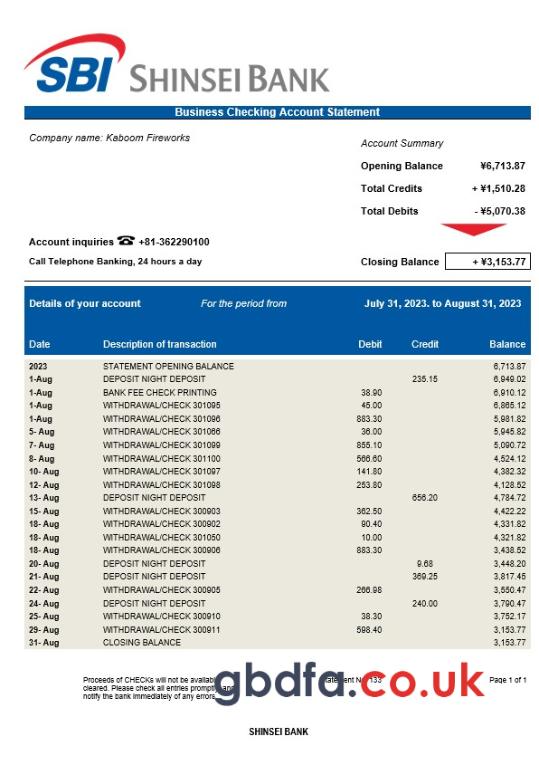 SBI SHINSEI BANK
Business Checking Account Statement
Company name: Kaboom Fireworks
Account Summary
Opening Balance ¥6,713.87
Total Credits + ¥1,510.28
Total Debits - ¥5,070.38
Account inquiries ☎ +81-362290100
Call Telephone Banking, 24 hours a day
Closing Balance + ¥3,153.77
Details of your account For the period from July 31, 2023. to August 31, 2023
Date Description of transaction Debit Credit Balance
2023 STATEMENT OPENING BALANCE 6,713.87
1-Aug DEPOSIT NIGHT DEPOSIT 235.15 6,949.02
1-Aug BANK FEE CHECK PRINTING 38.90 6,910.12
1-Aug WITHDRAWAL/CHECK 301095 45.00 6,865.12
1-Aug WITHDRAWAL/CHECK 301096 883.30 5,981.82
5- Aug WITHDRAWAL/CHECK 301066 36.00 5,945.82
7- Aug WITHDRAWAL/CHECK 301099 855.10 5,090.72
8- Aug WITHDRAWAL/CHECK 301100 566.60 4,524.12
10- Aug WITHDRAWAL/CHECK 301097 141.80 4,382.32
12- Aug WITHDRAWAL/CHECK 301098 253.80 4,128.52
13- Aug DEPOSIT NIGHT DEPOSIT 656.20 4,784.72
15- Aug WITHDRAWAL/CHECK 300903 362.50 4,422.22
18- Aug WITHDRAWAL/CHECK 300902 90.40 4,331.82
18- Aug WITHDRAWAL/CHECK 301050 10.00 4,321.82
18- Aug WITHDRAWAL/CHECK 300906 883.30 3,438.52
20- Aug DEPOSIT NIGHT DEPOSIT 9.68 3,448.20
21- Aug DEPOSIT NIGHT DEPOSIT 369.25 3,817.45
22- Aug WITHDRAWAL/CHECK 300905 266.98 3,550.47
24- Aug DEPOSIT NIGHT DEPOSIT 240.00 3,790.47
25- Aug WITHDRAWAL/CHECK 300910 38.30 3,752.17
29- Aug WITHDRAWAL/CHECK 300911 598.40 3,153.77
31- Aug CLOSING BALANCE 3,153.77
Proceeds of CHECKs will not be 133 Page 1 of 1
cleared. Please check all entries and
notify the bank immediately of any errors
gbdfa.co.uk
SHINSEI BANK